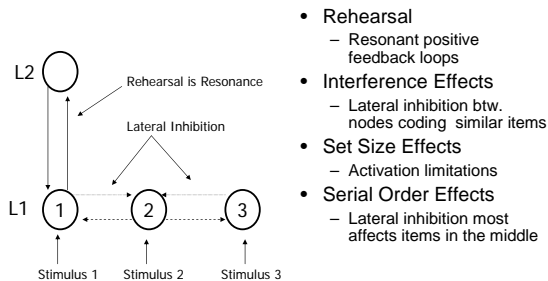 L2
Rehearsal is Resonance
Lateral Inhibition
L1
1
2
3
Stimulus 1
Stimulus 2
Stimulus 3
• Rehearsal
– Resonant positive
feedback loops
• Interference Effects
– Lateral inhibition btw.
nodes coding similar items
• Set Size Effects
– Activation limitations
• Serial Order Effects
– Lateral inhibition most
affects items in the middle